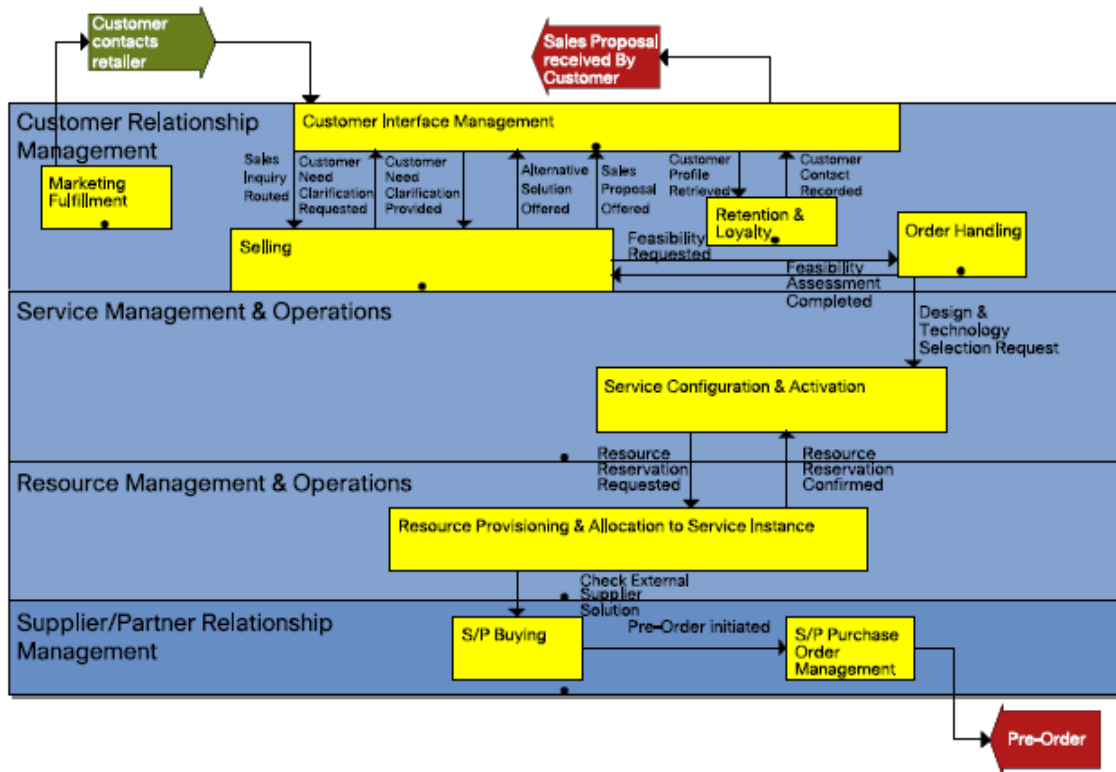 Customer
contacts
retailer
Sales Proposal
received By
Customer
Customer Relationship
Management
Customer Interface Management
Marketing
Fulfillment
Sales
Inquiry
Routed
Customer
Need
Clarification
Requested
Customer
Need
Clarification
Provided
Alternative
Solution
Offered
Sales
Proposal
Offered
Customer
Profile
Retrieved
Customer
Contact
Recorded
Retention &
Loyalty
Selling
Feasibility
Requested
Order Handling
Feasibility
Assessment
Completed
Service Management & Operations
Design &
Technology
Selection Request
Service Configuration & Activation
Resource
Reservation
Requested
Resource
Reservation
Confirmed
Resource Management & Operations
Resource Provisioning & Allocation to Service Instance
Check External
Supplier
Solution
Supplier/Partner Relationship
Management
S/P Buying
Pre-Order initiated
S/P Purchase
Order
Management
Pre-Order